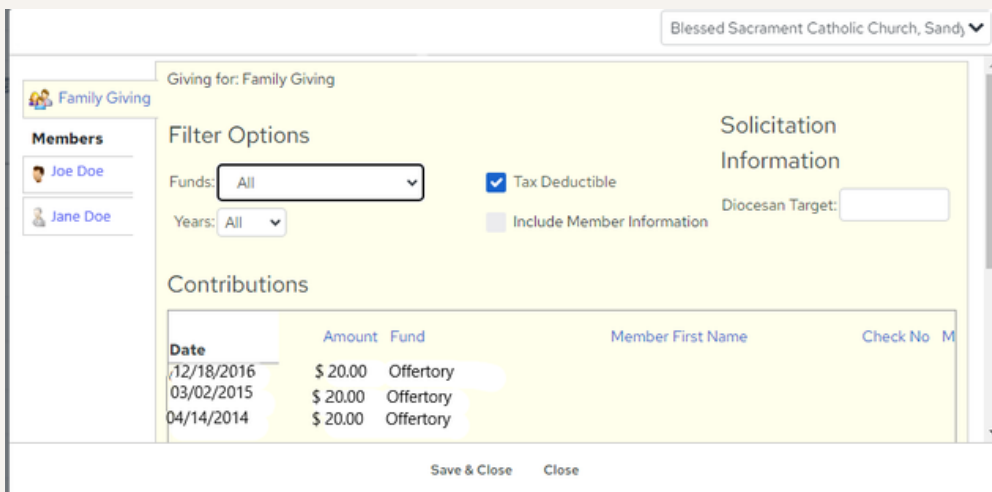 Blessed Sacrament Catholic Church, Sandy
Family Giving
Members
Joe Doe
Jane Doe
Giving for: Family Giving
Filter Options
Funds: All
Years: All
Tax Deductible
Include Member Information
Solicitation
Information
Diocesan Target:
Contributions
Date Amount Fund Member First Name Check No M
12/18/2016 $ 20.00 Offertory
03/02/2015 $ 20.00 Offertory
04/14/2014 $ 20.00 Offertory
Save & Close Close